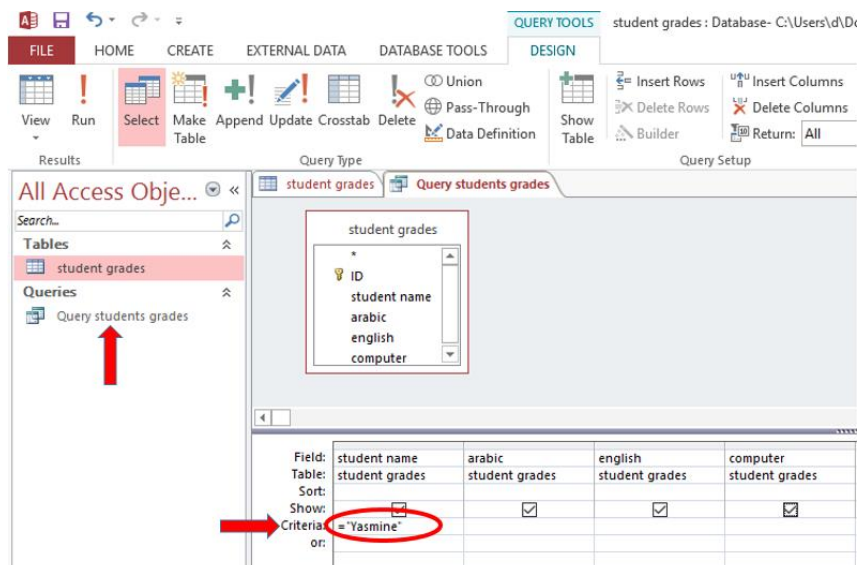 QUERY TOOLS student grades : Database- C:\Users\d\Do
FILE HOME CREATE EXTERNAL DATA DATABASE TOOLS DESIGN
View Run Select Make Table Append Update Crosstab Delete Union Pass-Through Data Definition Show Table Insert Rows Delete Rows Builder Insert Columns Delete Columns Return: All
Results Query Type Query Setup
All Access Obje... «
Search...
Tables
student grades
Queries
Query students grades
student grades Query students grades
student grades
*
ID
student name
arabic
english
computer
Field: student name arabic english computer
Table: student grades student grades student grades student grades
Sort:
Show:
Criteria: ="Yasmine"
or: